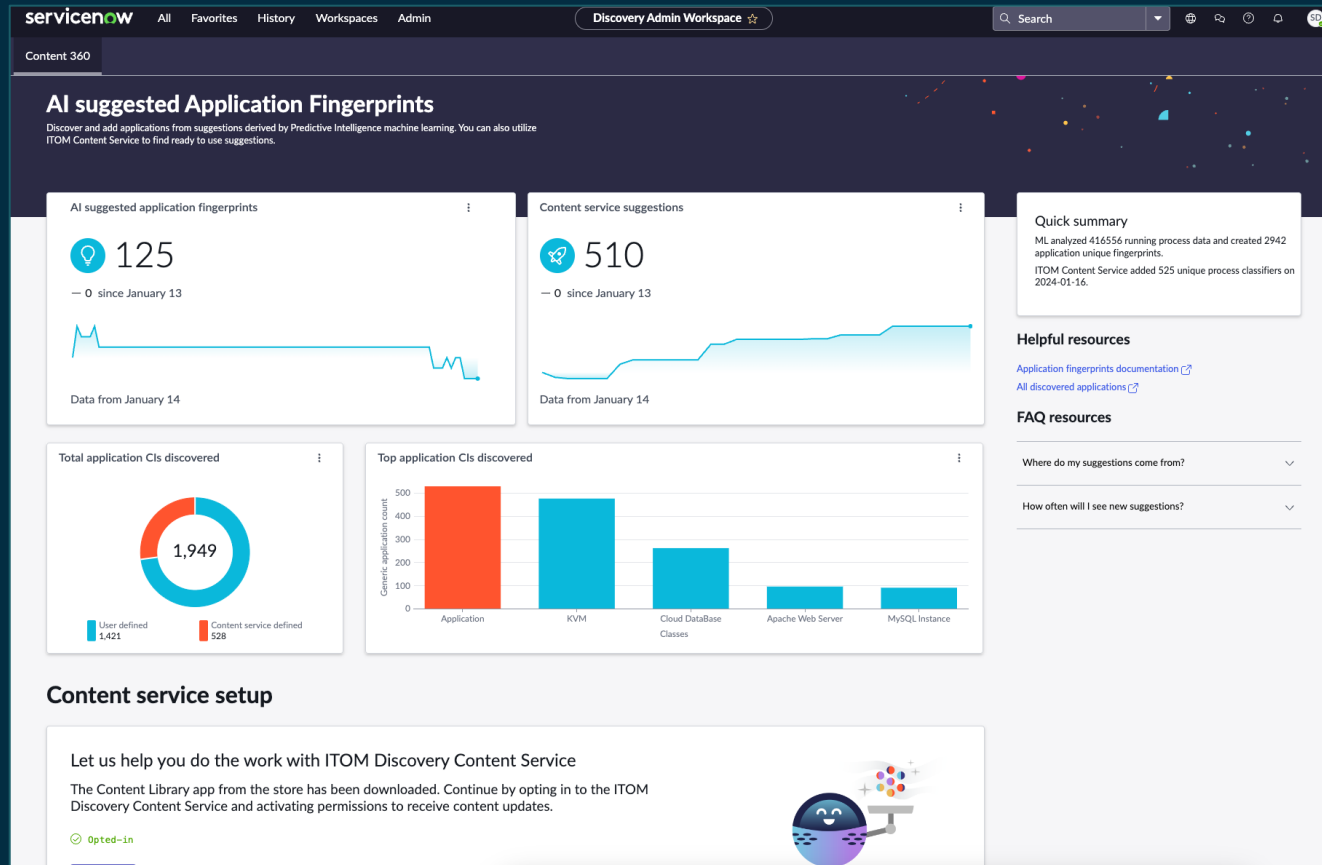 servicenow
All
Favorites
History
Workspaces
Admin
Discovery Admin Workspace
Search
SD
Content 360
AI suggested Application Fingerprints
Discover and add applications from suggestions derived by Predictive Intelligence machine learning. You can also utilize
ITOM Content Service to find ready to use suggestions.
AI suggested application fingerprints
125
— 0 since January 13
Data from January 14
Content service suggestions
510
— 0 since January 13
Data from January 14
Quick summary
ML analyzed 416556 running process data and created 2942
application unique fingerprints.
ITOM Content Service added 525 unique process classifiers on
2024-01-16.
Helpful resources
Application fingerprints documentation
All discovered applications
FAQ resources
Where do my suggestions come from?
How often will I see new suggestions?
Total application CIs discovered
1,949
User defined
1,421
Content service defined
528
Top application CIs discovered
Generic application count
500
400
300
200
100
0
Application
KVM
Cloud DataBase
Classes
Apache Web Server
MySQL Instance
Content service setup
Let us help you do the work with ITOM Discovery Content Service
The Content Library app from the store has been downloaded. Continue by opting in to the ITOM
Discovery Content Service and activating permissions to receive content updates.
Opted-in